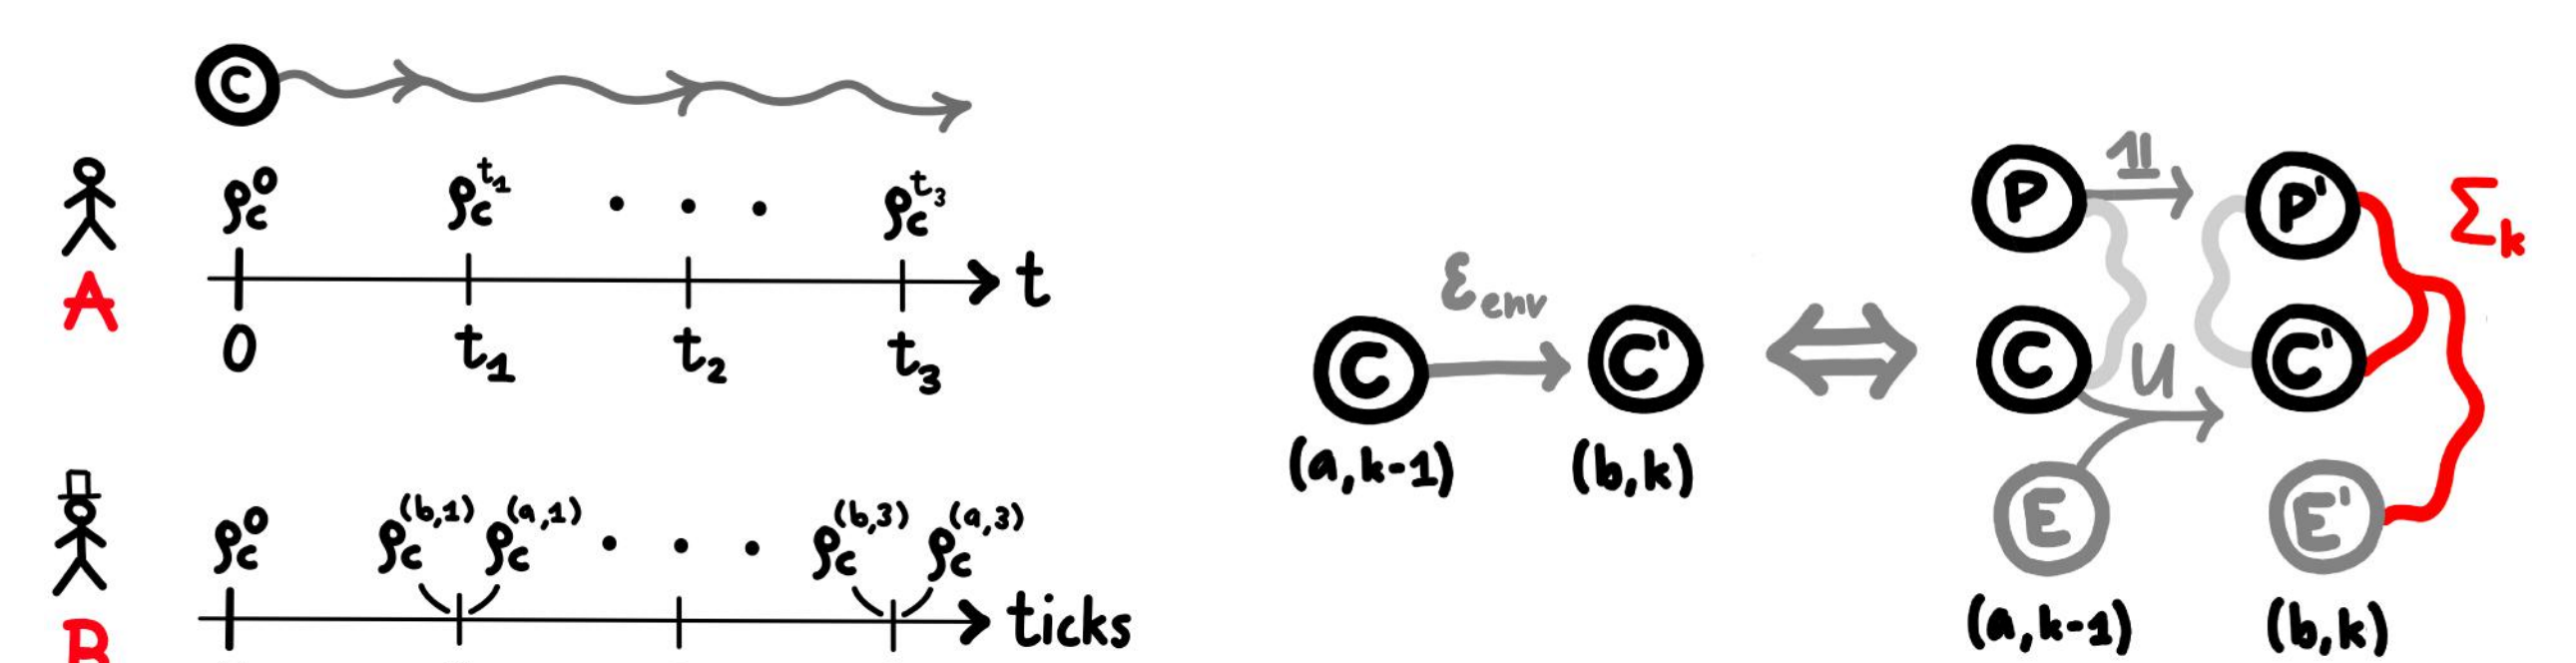 C
ρ_C^0 ρ_C^{t_1} . . . ρ_C^{t_3}
A
t
0 t_1 t_2 t_3
ρ_C^0 ρ_C^{(b,1)} ρ_C^{(a,1)} . . . ρ_C^{(b,3)} ρ_C^{(a,3)}
B
ticks
ℰ_env
C C'
(a,k-1) (b,k)
P 𝟙 P' Σ_k
C U C'
E E'
(a,k-1) (b,k)